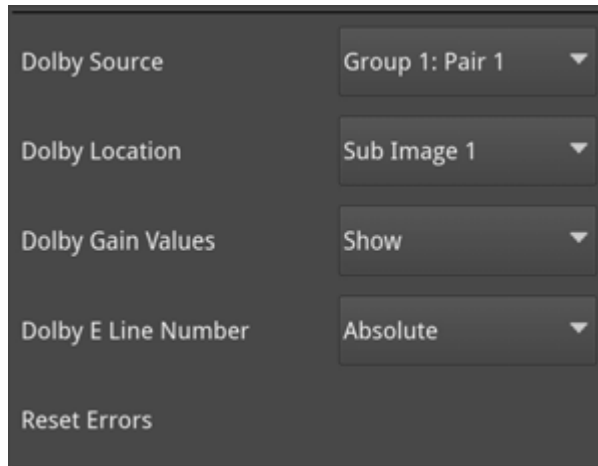 Dolby Source Group 1: Pair 1
Dolby Location Sub Image 1
Dolby Gain Values Show
Dolby E Line Number Absolute
Reset Errors